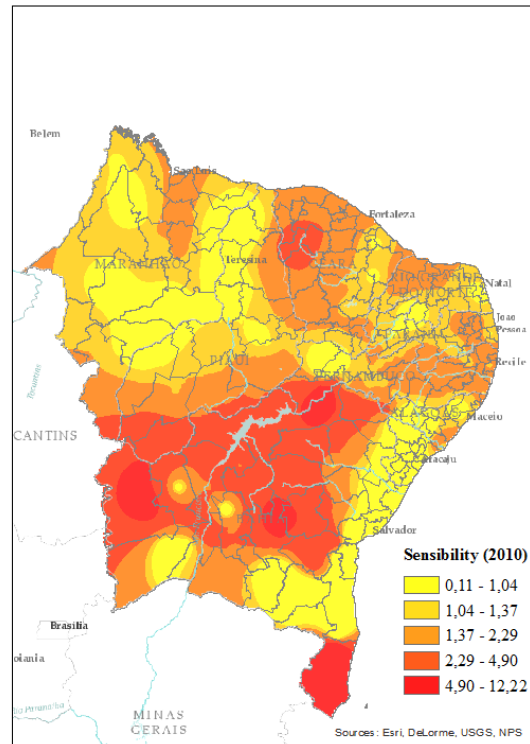 Belem
Sao Luis
Fortaleza
Teresina
MARANHAO
CEARA
RIO GRANDE
DO NORTE
Natal
Joao
Pessoa
PARAIBA
Recife
PIAUI
PERNAMBUCO
Tocantins
ALAGOAS
Maceio
CANTINS
Aracaju
BAHIA
Salvador
Sensibility (2010)
0,11 - 1,04
1,04 - 1,37
1,37 - 2,29
2,29 - 4,90
4,90 - 12,22
Brasilia
oiania
MINAS
GERAIS
Sources: Esri, DeLorme, USGS, NPS